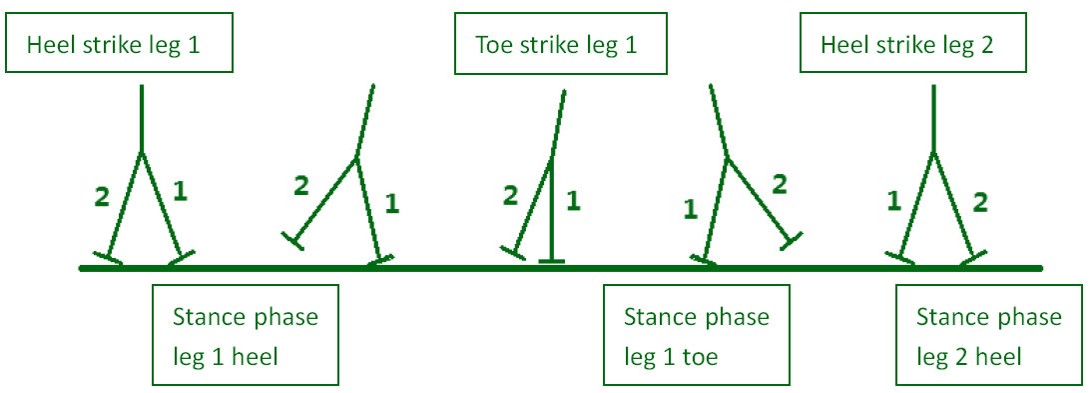 Heel strike leg 1
Toe strike leg 1
Heel strike leg 2
2 1
2 1
2 1
1 2
1 2
Stance phase
leg 1 heel
Stance phase
leg 1 toe
Stance phase
leg 2 heel